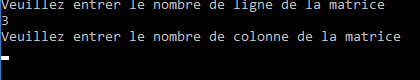 Veuillez entrer le nombre de ligne de la matrice
3
Veuillez entrer le nombre de colonne de la matrice